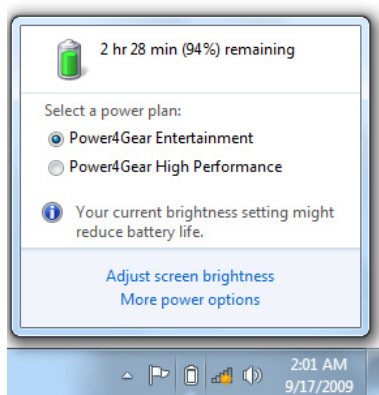 2 hr 28 min (94%) remaining
Select a power plan:
Power4Gear Entertainment
Power4Gear High Performance
Your current brightness setting might
reduce battery life.
Adjust screen brightness
More power options
2:01 AM
9/17/2009